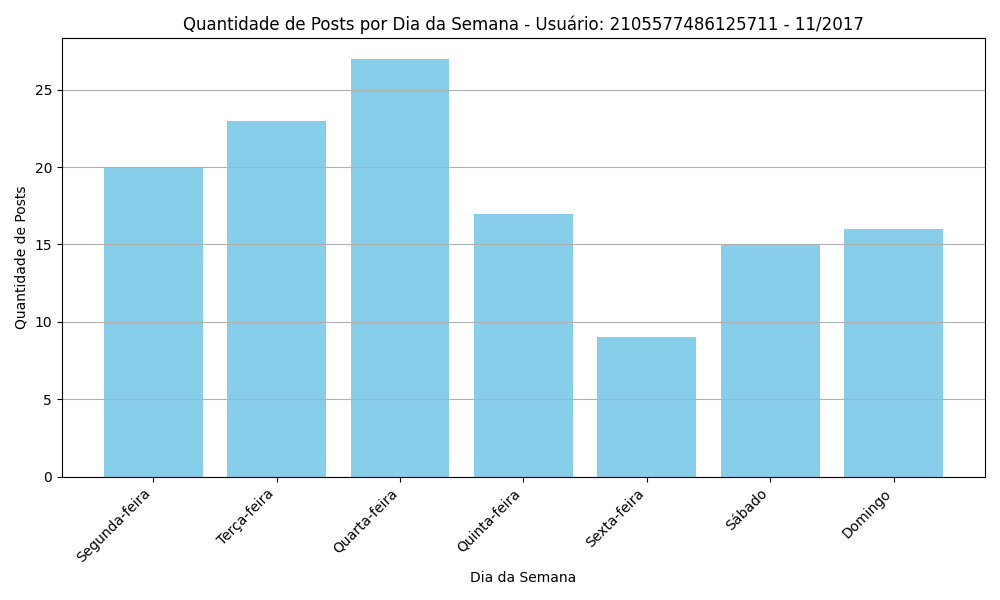 Quantidade de Posts por Dia da Semana - Usuário: 2105577486125711 - 11/2017
Quantidade de Posts
25
20
15
10
5
0
Segunda-feira
Terça-feira
Quarta-feira
Quinta-feira
Sexta-feira
Sábado
Domingo
Dia da Semana